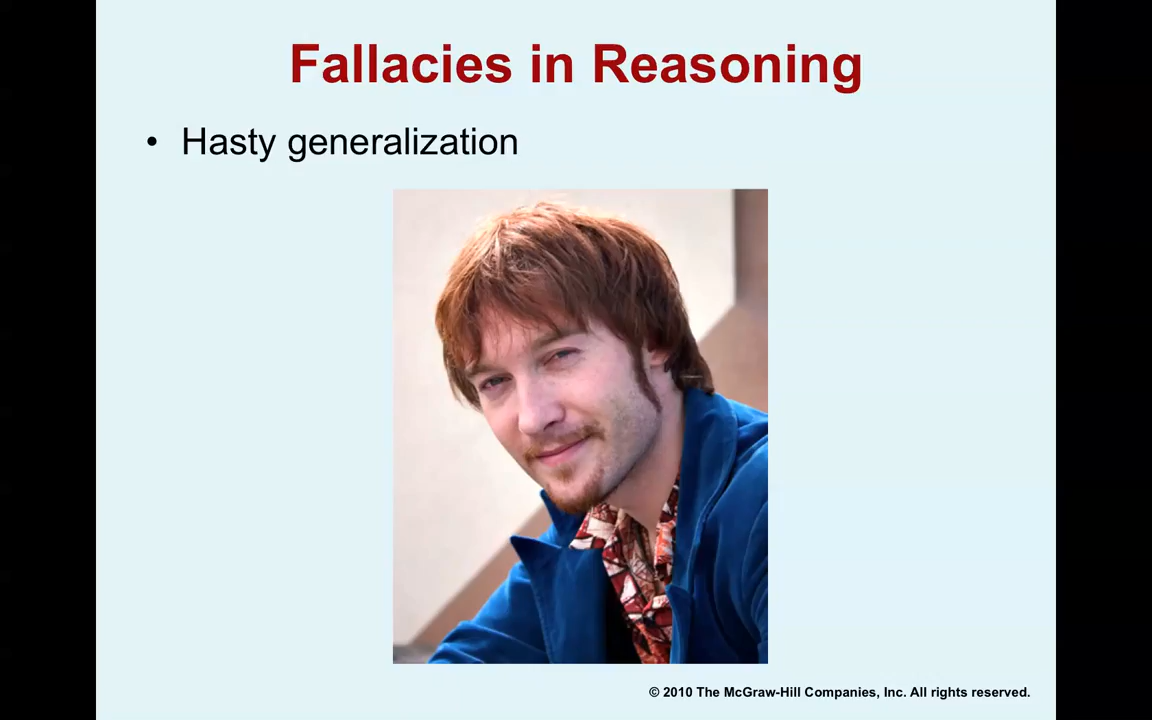 Fallacies in Reasoning
• Hasty generalization
© 2010 The McGraw-Hill Companies, Inc. All rights reserved.